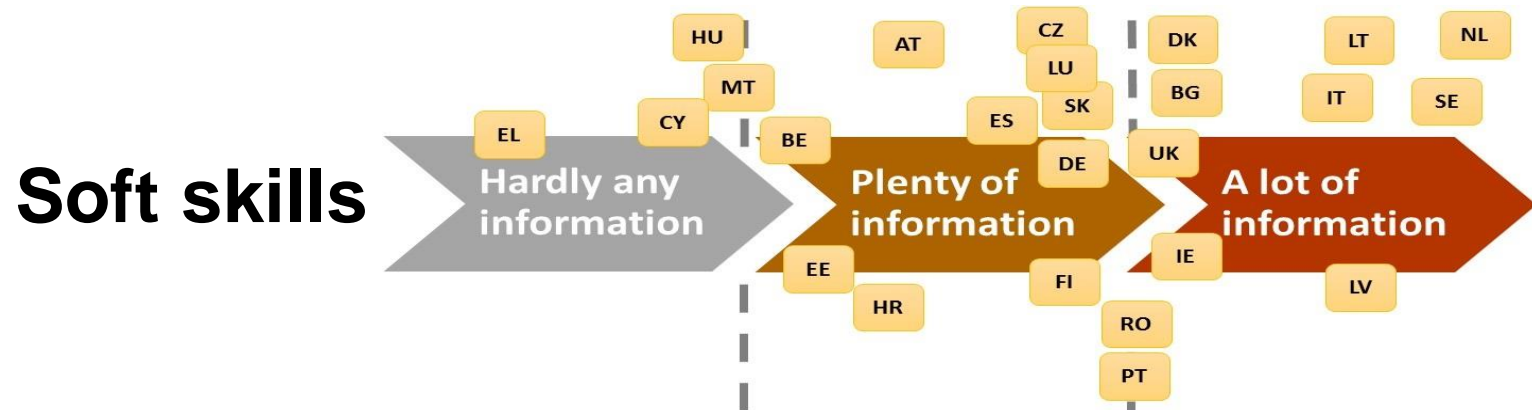 Soft skills
HU
MT
CY
EL
AT
CZ
LU
SK
ES
BE
DE
DK
BG
UK
LT
IT
NL
SE
Hardly any
information
Plenty of
information
A lot of
information
EE
HR
FI
RO
PT
IE
LV